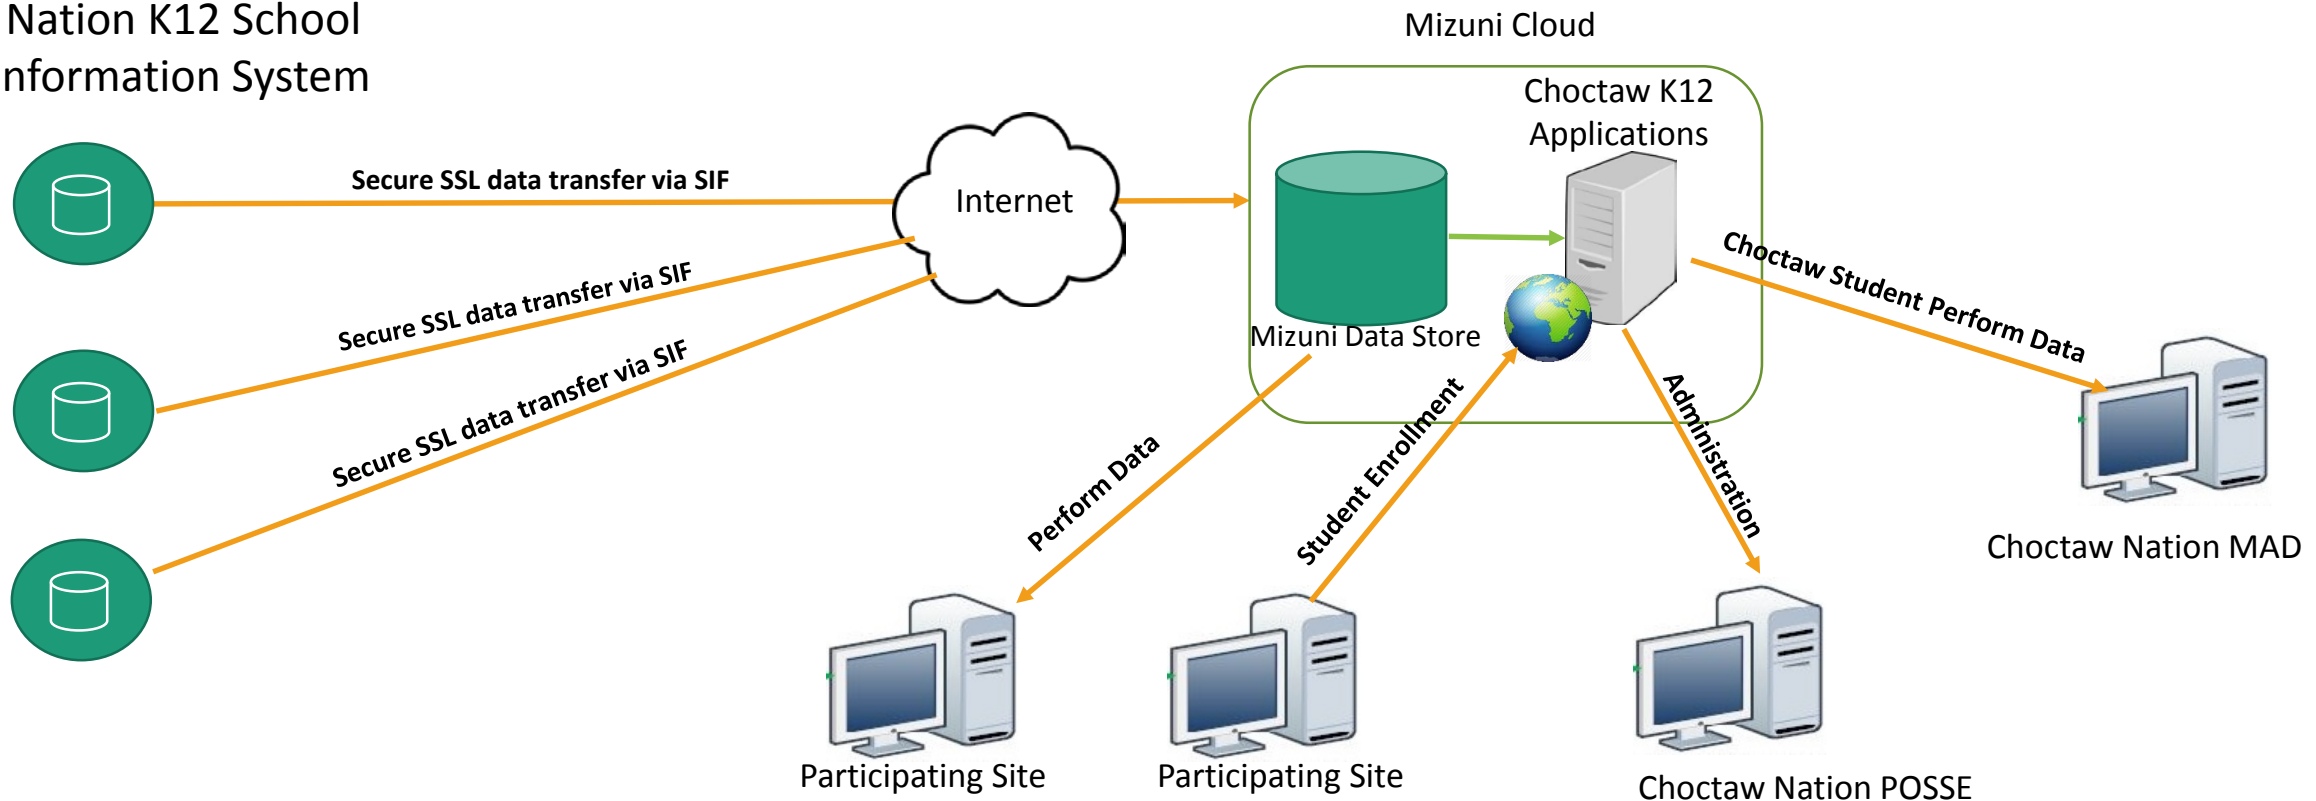 Nation K12 School
nformation System
Mizuni Cloud
Choctaw K12
Applications
Secure SSL data transfer via SIF
Internet
Secure SSL data transfer via SIF
Secure SSL data transfer via SIF
Mizuni Data Store
Choctaw Student Perform Data
Perform Data
Student Enrollment
Administration
Choctaw Nation MAD
Participating Site
Participating Site
Choctaw Nation POSSE